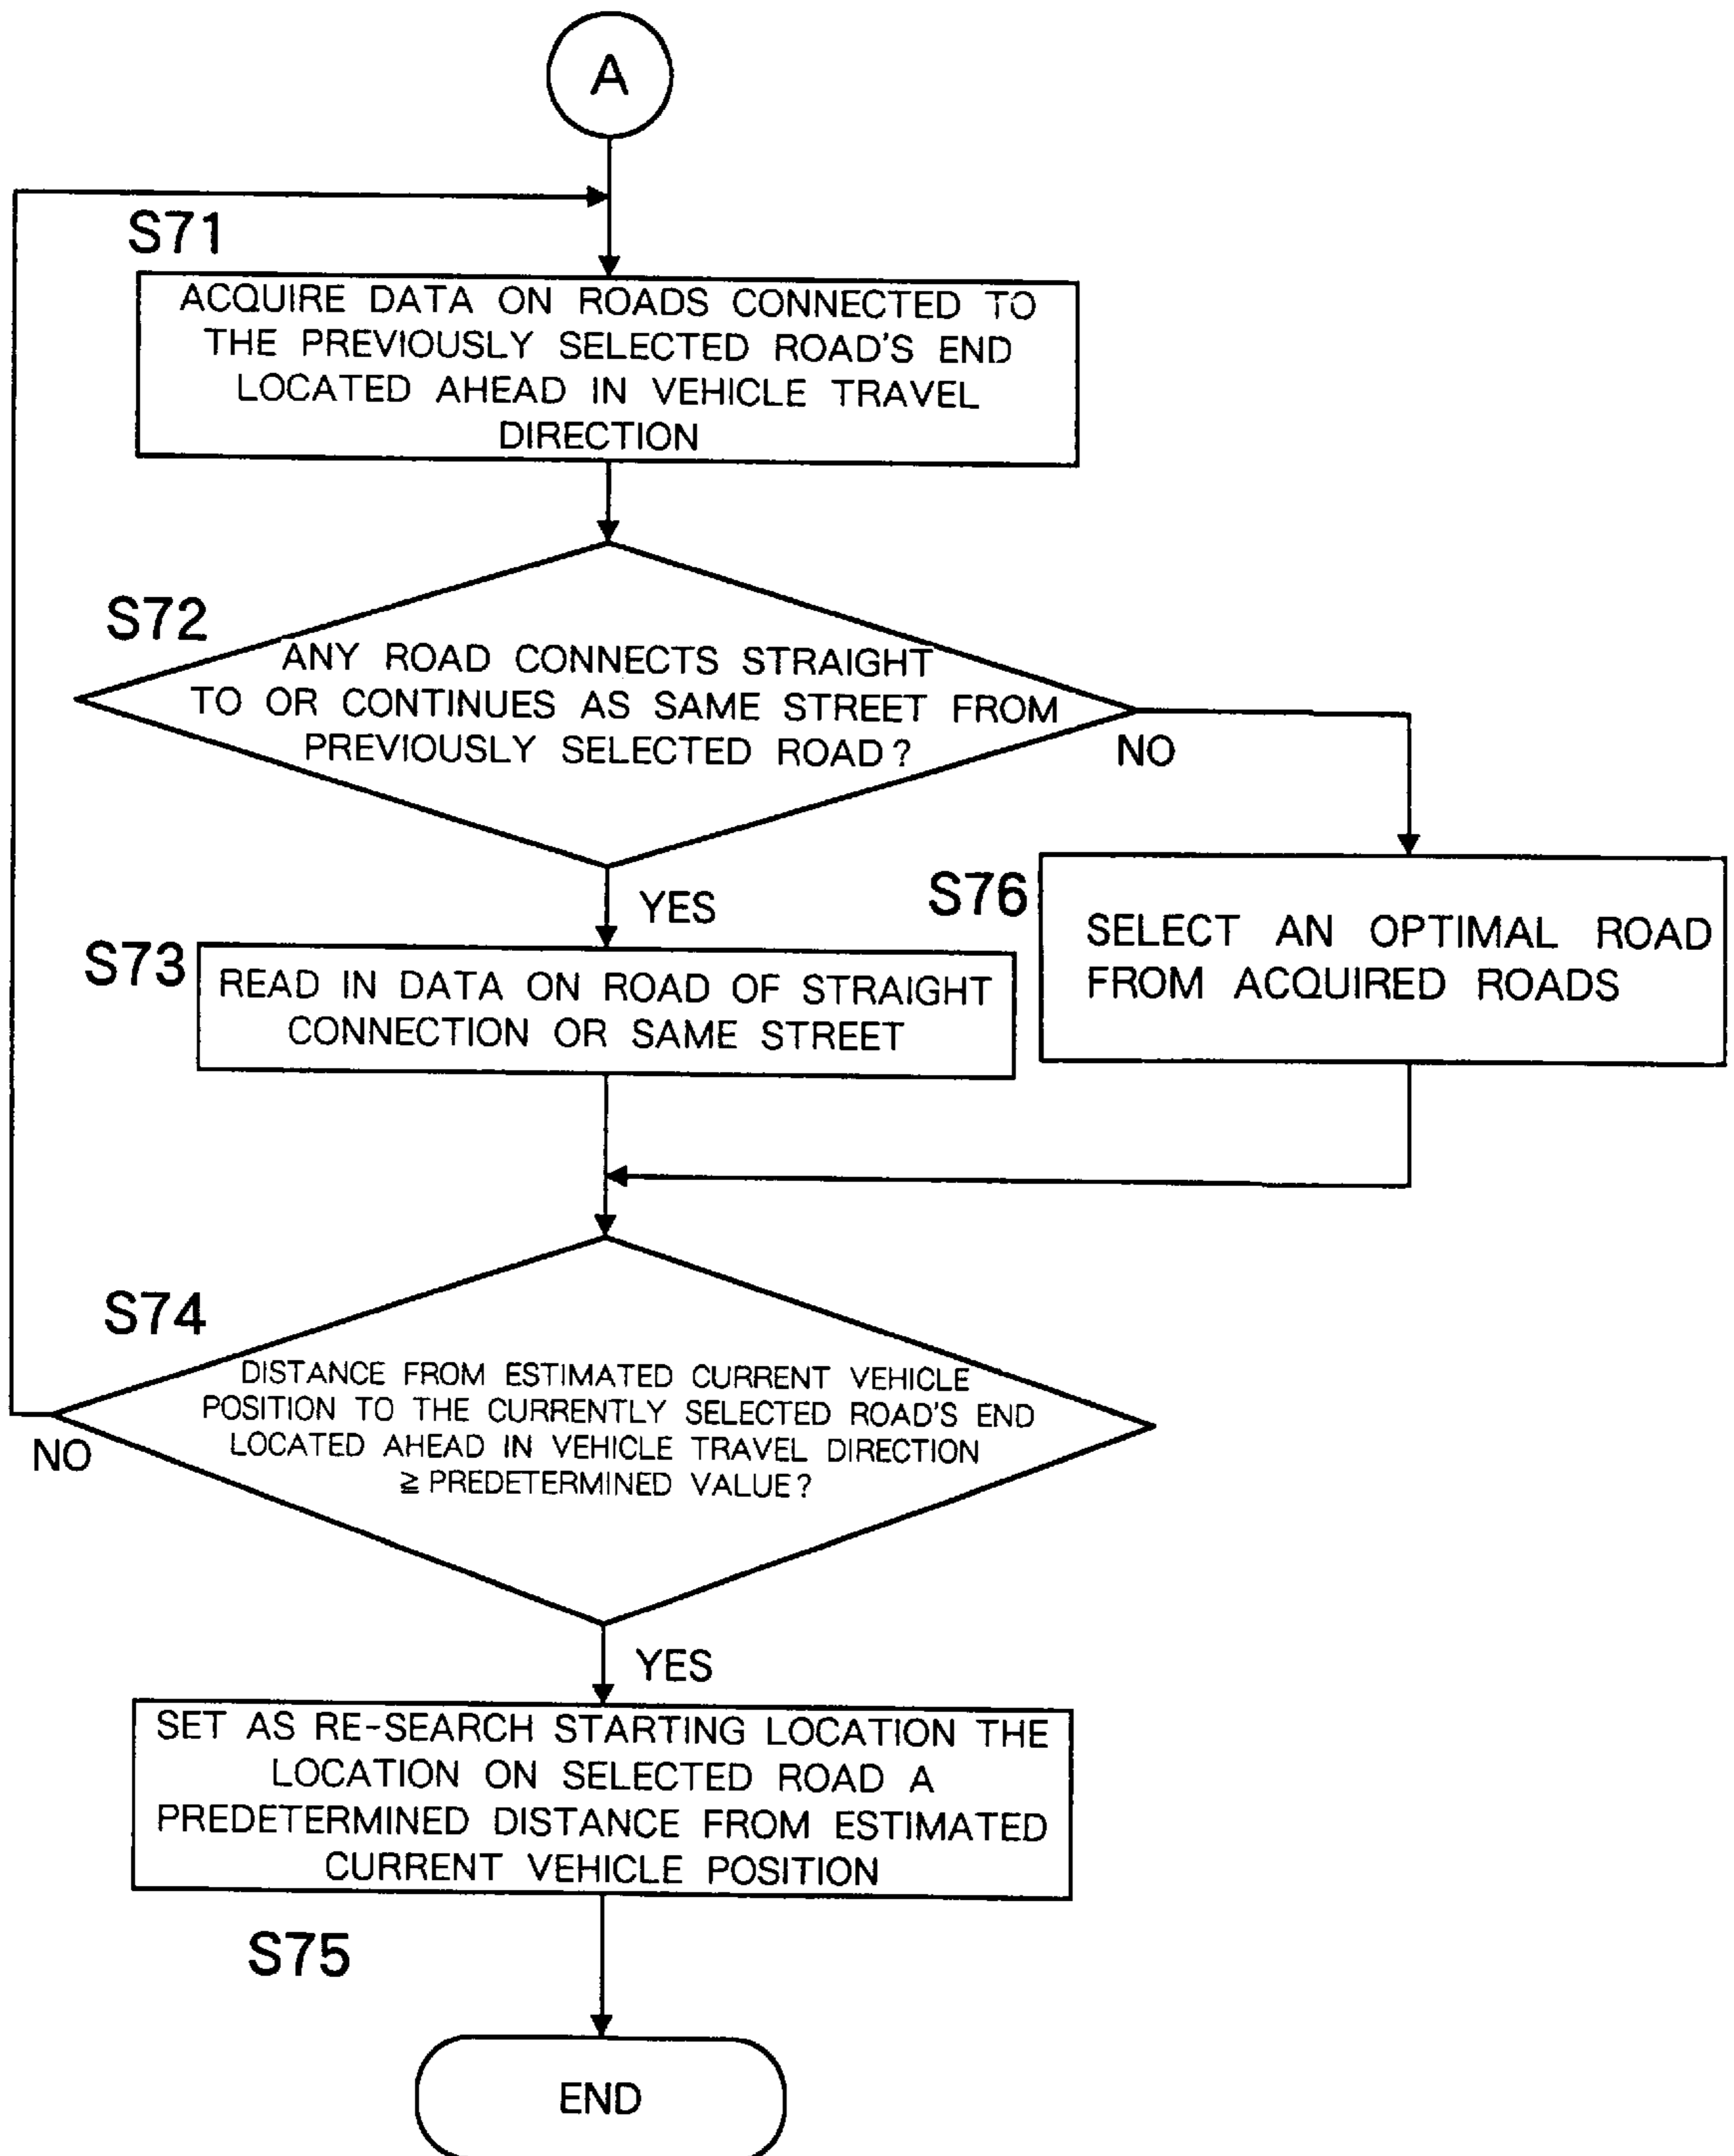 A
S71
ACQUIRE DATA ON ROADS CONNECTED TO
THE PREVIOUSLY SELECTED ROAD'S END
LOCATED AHEAD IN VEHICLE TRAVEL
DIRECTION
S72
ANY ROAD CONNECTS STRAIGHT
TO OR CONTINUES AS SAME STREET FROM
PREVIOUSLY SELECTED ROAD?
NO
YES
S76
SELECT AN OPTIMAL ROAD
FROM ACQUIRED ROADS
S73
READ IN DATA ON ROAD OF STRAIGHT
CONNECTION OR SAME STREET
S74
DISTANCE FROM ESTIMATED CURRENT VEHICLE
POSITION TO THE CURRENTLY SELECTED ROAD'S END
LOCATED AHEAD IN VEHICLE TRAVEL DIRECTION
≧ PREDETERMINED VALUE?
NO
YES
SET AS RE-SEARCH STARTING LOCATION THE
LOCATION ON SELECTED ROAD A
PREDETERMINED DISTANCE FROM ESTIMATED
CURRENT VEHICLE POSITION
S75
END